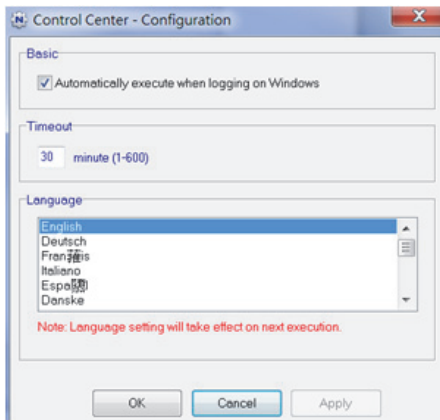 Control Center - Configuration
Basic
Automatically execute when logging on Windows
Timeout
30 minute (1-600)
Language
English
Deutsch
Italiano
Danske
Note: Language setting will take effect on next execution.
OK Cancel Apply